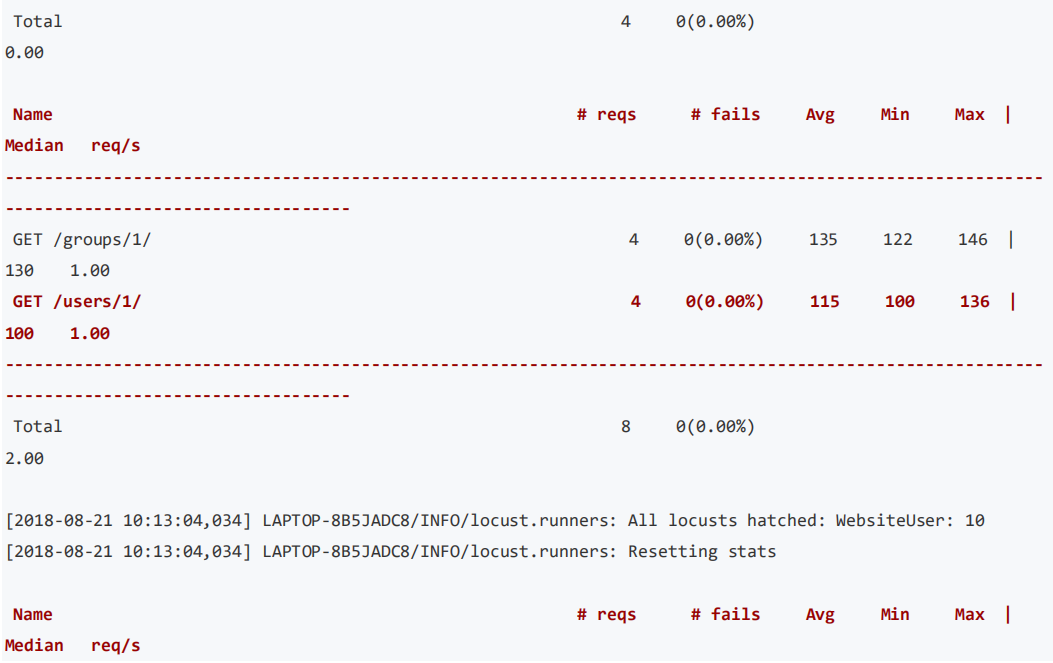 Total 4 0(0.00%)
0.00
Name # reqs # fails Avg Min Max |
Median req/s
--------------------------------------------------------------------------------------------------------
-----------------------------------
GET /groups/1/ 4 0(0.00%) 135 122 146 |
130 1.00
GET /users/1/ 4 0(0.00%) 115 100 136 |
100 1.00
--------------------------------------------------------------------------------------------------------
-----------------------------------
Total 8 0(0.00%)
2.00
[2018-08-21 10:13:04,034] LAPTOP-8B5JADC8/INFO/locust.runners: All locusts hatched: WebsiteUser: 10
[2018-08-21 10:13:04,034] LAPTOP-8B5JADC8/INFO/locust.runners: Resetting stats
Name # reqs # fails Avg Min Max |
Median req/s